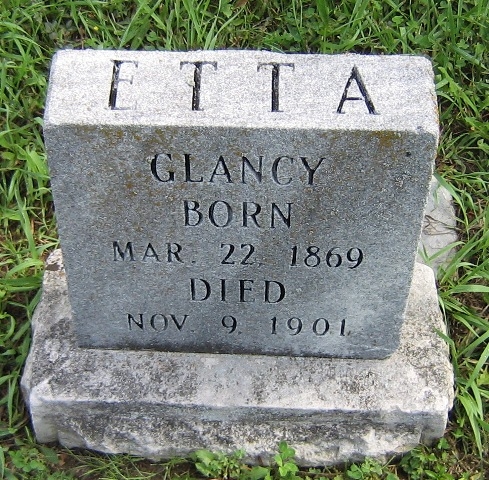 ETTA
GLANCY
BORN
MAR. 22. 1869
DIED
NOV. 9. 1901.